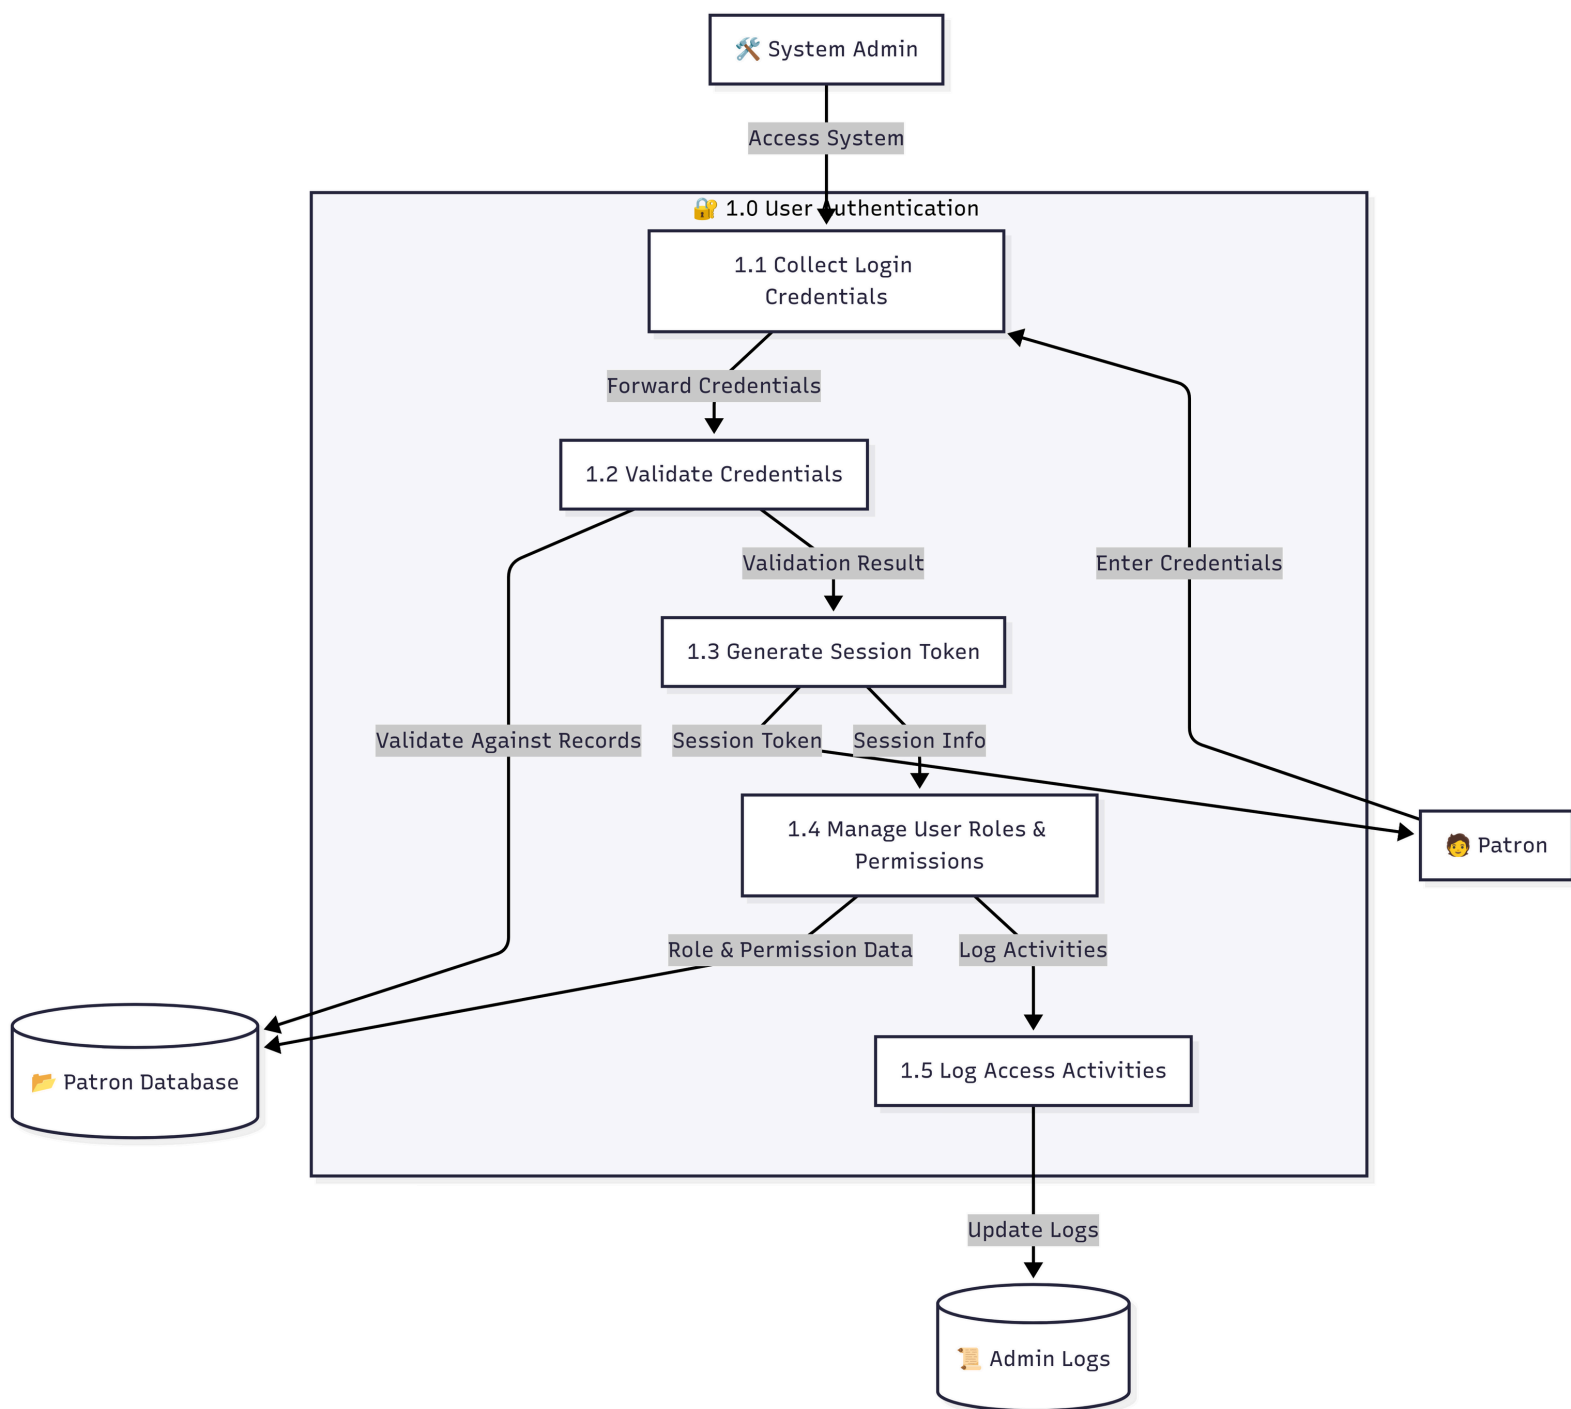 System Admin
Access System
1.0 User Authentication
1.1 Collect Login
Credentials
Forward Credentials
1.2 Validate Credentials
Validation Result
Enter Credentials
1.3 Generate Session Token
Validate Against Records
Session Token
Session Info
1.4 Manage User Roles &
Permissions
Patron
Role & Permission Data
Log Activities
Patron Database
1.5 Log Access Activities
Update Logs
Admin Logs